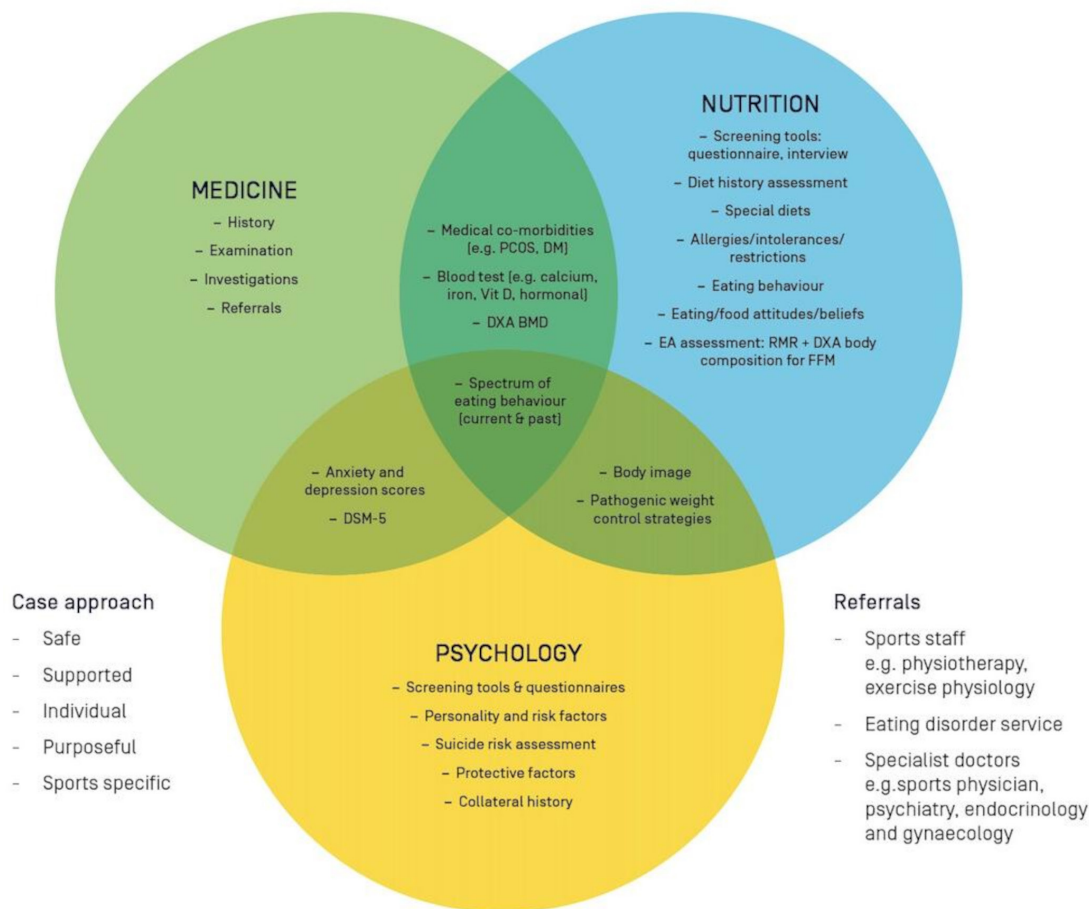 MEDICINE
– History
– Examination
– Investigations
– Referrals
NUTRITION
– Screening tools:
questionnaire, interview
– Diet history assessment
– Special diets
– Allergies/intolerances/
restrictions
– Eating behaviour
– Eating/food attitudes/beliefs
– EA assessment: RMR + DXA body
composition for FFM
– Medical co-morbidities
(e.g. PCOS, DM)
– Blood test (e.g. calcium,
iron, Vit D, hormonal)
– DXA BMD
– Spectrum of
eating behaviour
(current & past)
– Anxiety and
depression scores
– DSM-5
– Body image
– Pathogenic weight
control strategies
PSYCHOLOGY
– Screening tools & questionnaires
– Personality and risk factors
– Suicide risk assessment
– Protective factors
– Collateral history
Case approach
- Safe
- Supported
- Individual
- Purposeful
- Sports specific
Referrals
- Sports staff
e.g. physiotherapy,
exercise physiology
- Eating disorder service
- Specialist doctors
e.g.sports physician,
psychiatry, endocrinology
and gynaecology